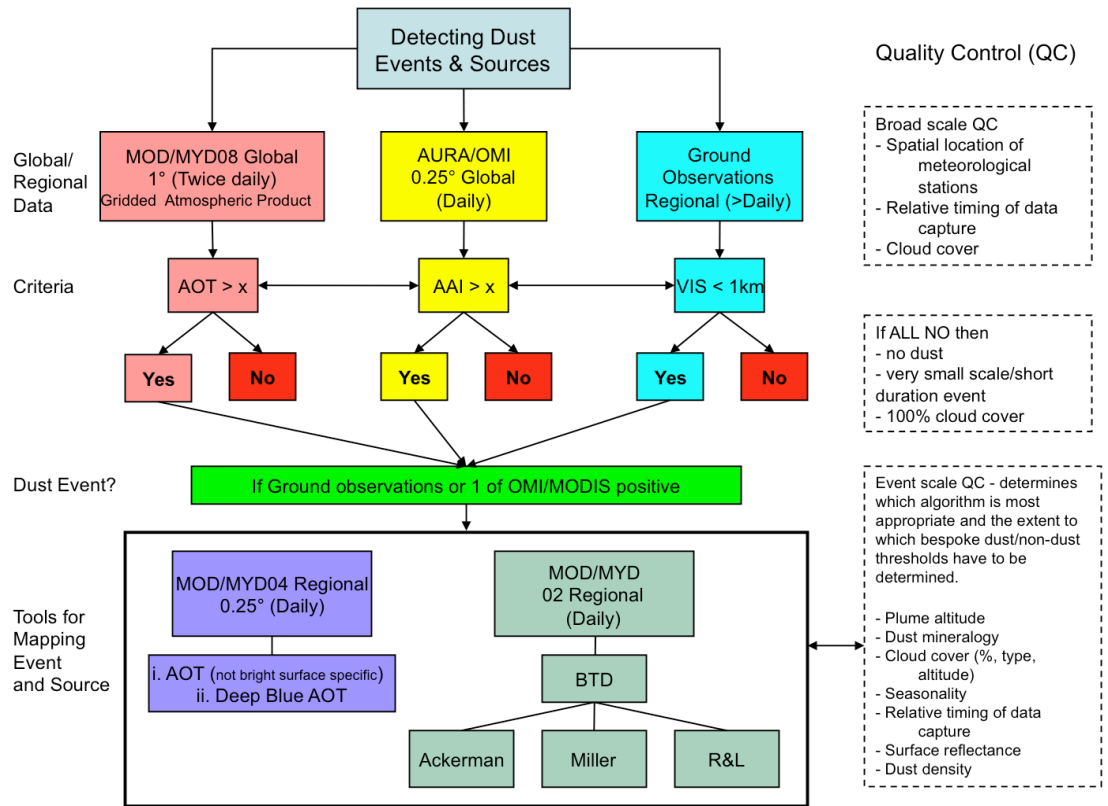 Detecting Dust
Events & Sources
Quality Control (QC)
Global/
Regional
Data
MOD/MYD08 Global
1° (Twice daily)
Gridded Atmospheric Product
AURA/OMI
0.25° Global
(Daily)
Ground
Observations
Regional (>Daily)
Broad scale QC
- Spatial location of
meteorological
stations
- Relative timing of data
capture
- Cloud cover
Criteria
AOT > x
AAI > x
VIS < 1km
Yes
No
Yes
No
Yes
No
If ALL NO then
- no dust
- very small scale/short
duration event
- 100% cloud cover
Dust Event?
If Ground observations or 1 of OMI/MODIS positive
Event scale QC - determines
which algorithm is most
appropriate and the extent to
which bespoke dust/non-dust
thresholds have to be
determined.
- Plume altitude
- Dust mineralogy
- Cloud cover (%, type,
altitude)
- Seasonality
- Relative timing of data
capture
- Surface reflectance
- Dust density
Tools for
Mapping
Event
and Source
MOD/MYD04 Regional
0.25° (Daily)
i. AOT (not bright surface specific)
ii. Deep Blue AOT
MOD/MYD
02 Regional
(Daily)
BTD
Ackerman
Miller
R&L